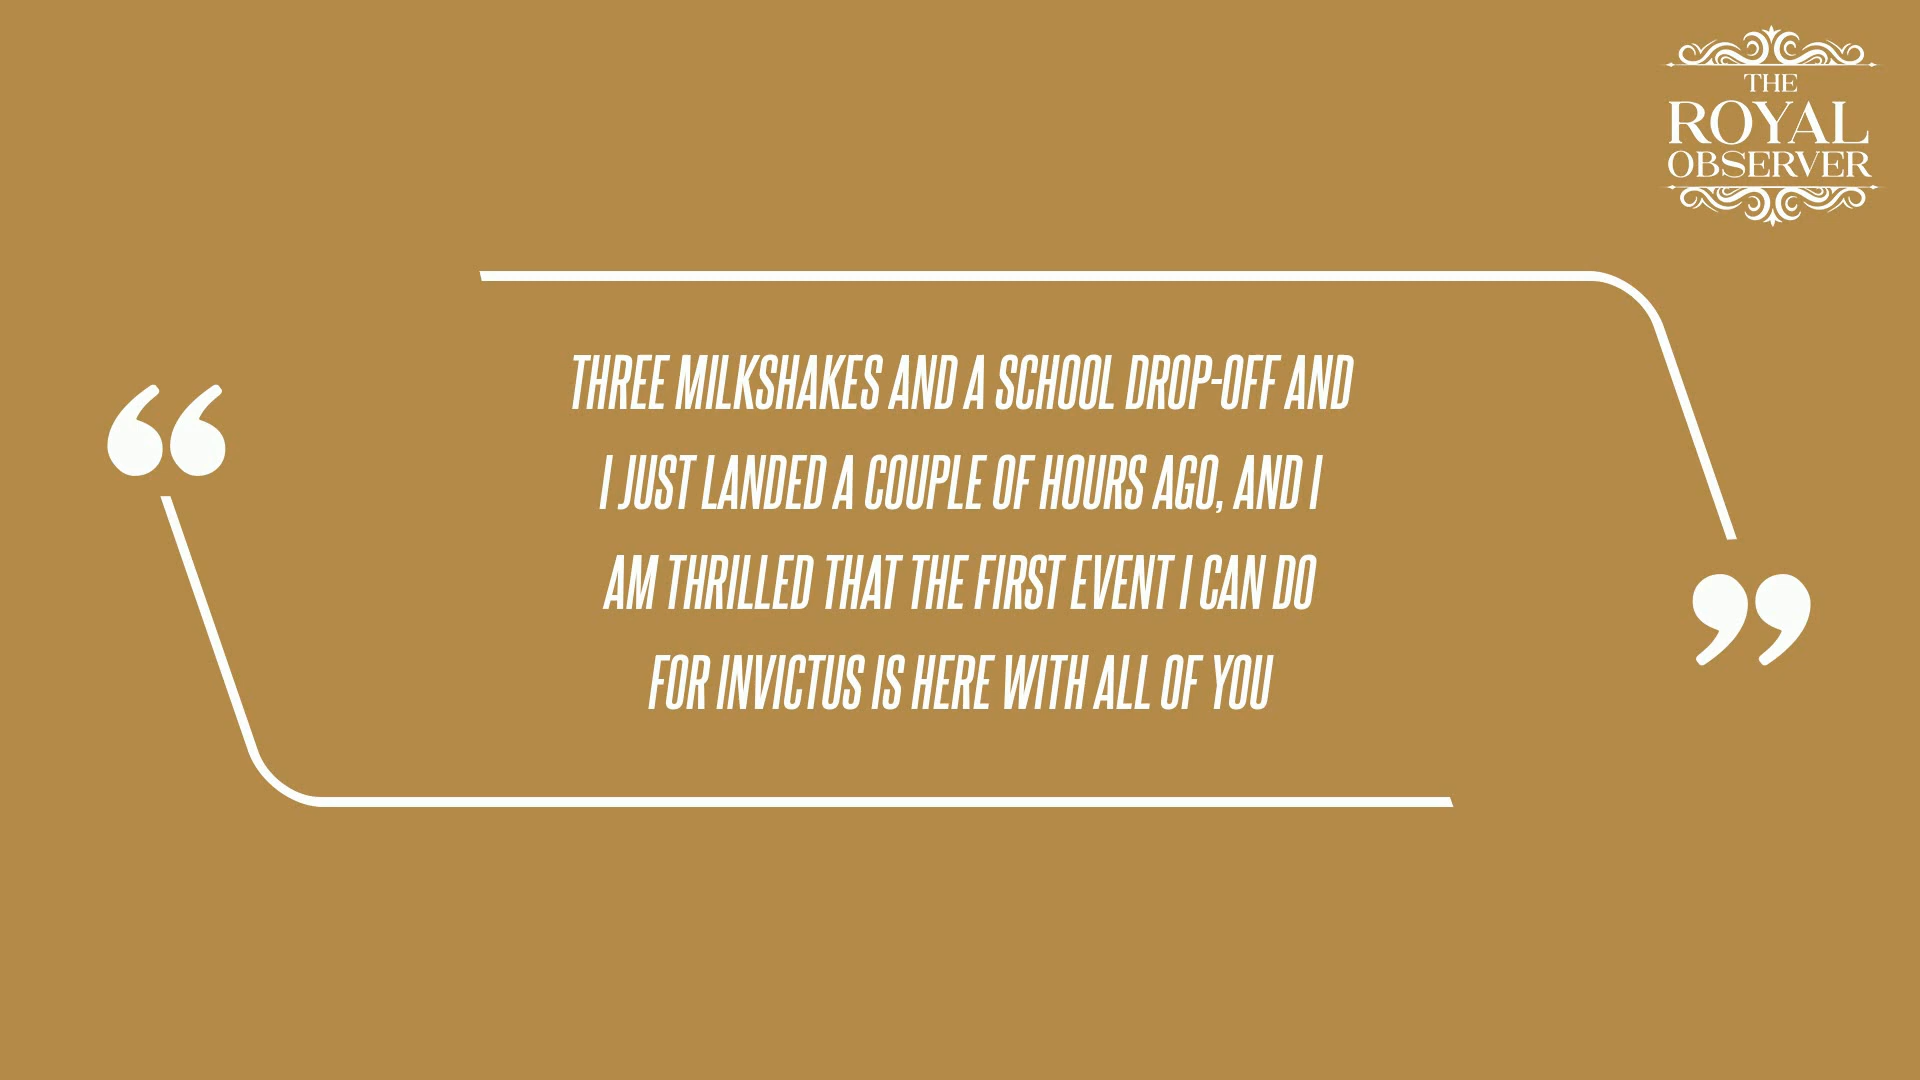 THE
ROYAL
OBSERVER
“
THREE MILKSHAKES AND A SCHOOL DROP-OFF AND
I JUST LANDED A COUPLE OF HOURS AGO, AND I
AM THRILLED THAT THE FIRST EVENT I CAN DO
FOR INVICTUS IS HERE WITH ALL OF YOU
”